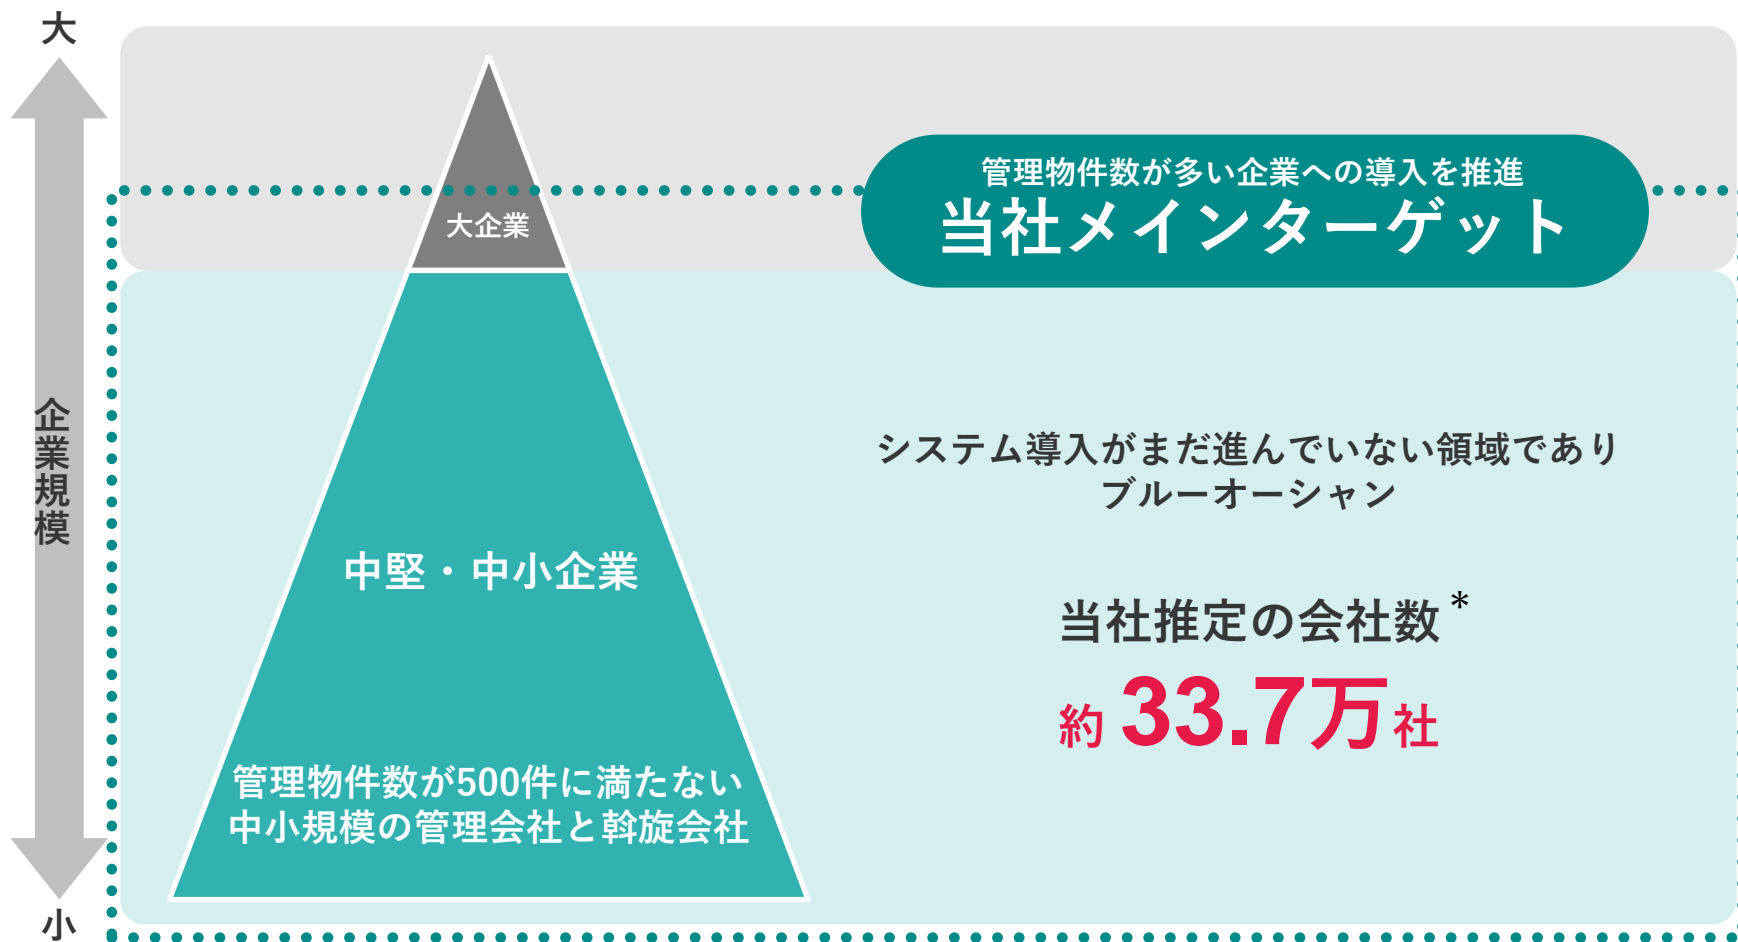 大
企業規模
小
大企業
管理物件数が多い企業への導入を推進
当社メインターゲット
中堅・中小企業
管理物件数が500件に満たない
中小規模の管理会社と斡旋会社
システム導入がまだ進んでいない領域であり
ブルーオーシャン
当社推定の会社数*
約33.7万社